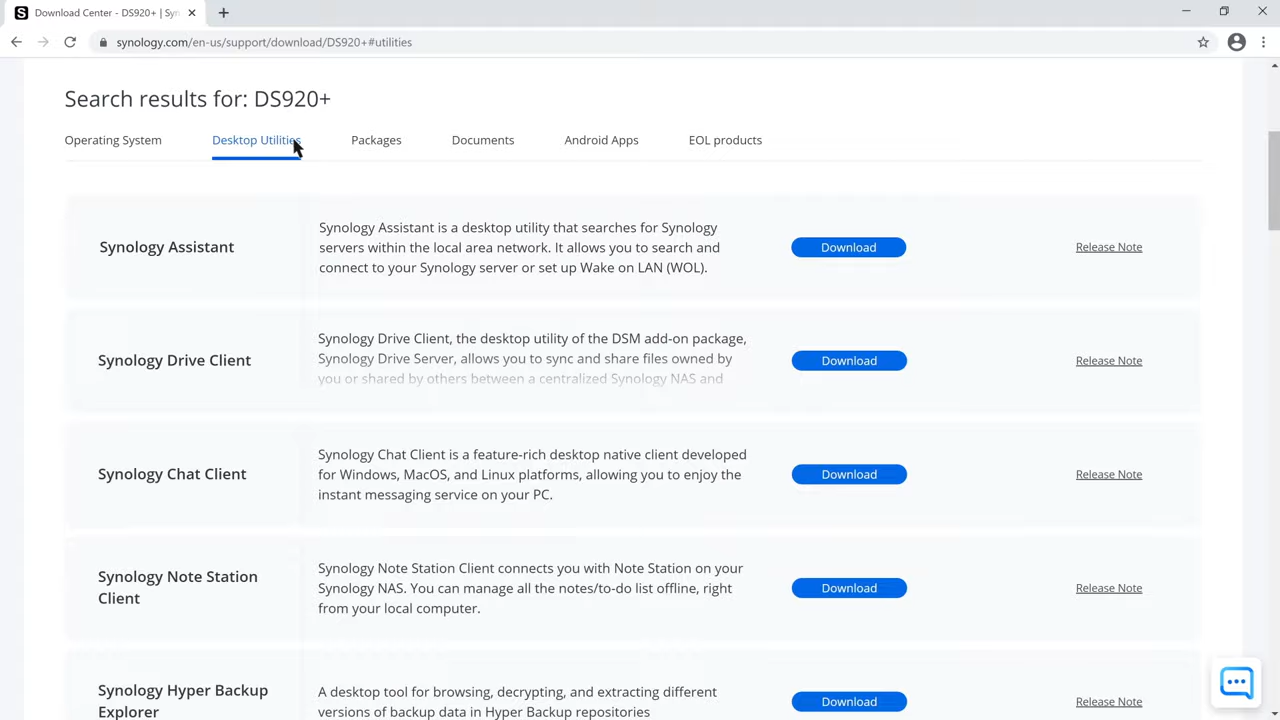 S
Download Center - DS920+ | Syn
synology.com/en-us/support/download/DS920+#utilities
Search results for: DS920+
Operating System
Desktop Utilities
Packages
Documents
Android Apps
EOL products
Synology Assistant
Synology Assistant is a desktop utility that searches for Synology
servers within the local area network. It allows you to search and
connect to your Synology server or set up Wake on LAN (WOL).
Download
Release Note
Synology Drive Client
Synology Drive Client, the desktop utility of the DSM add-on package,
Synology Drive Server, allows you to sync and share files owned by
you or shared by others between a centralized Synology NAS and
Download
Release Note
Synology Chat Client
Synology Chat Client is a feature-rich desktop native client developed
for Windows, MacOS, and Linux platforms, allowing you to enjoy the
instant messaging service on your PC.
Download
Release Note
Synology Note Station
Client
Synology Note Station Client connects you with Note Station on your
Synology NAS. You can manage all the notes/to-do list offline, right
from your local computer.
Download
Release Note
Synology Hyper Backup
Explorer
A desktop tool for browsing, decrypting, and extracting different
versions of backup data in Hyper Backup repositories
Download
Release Note